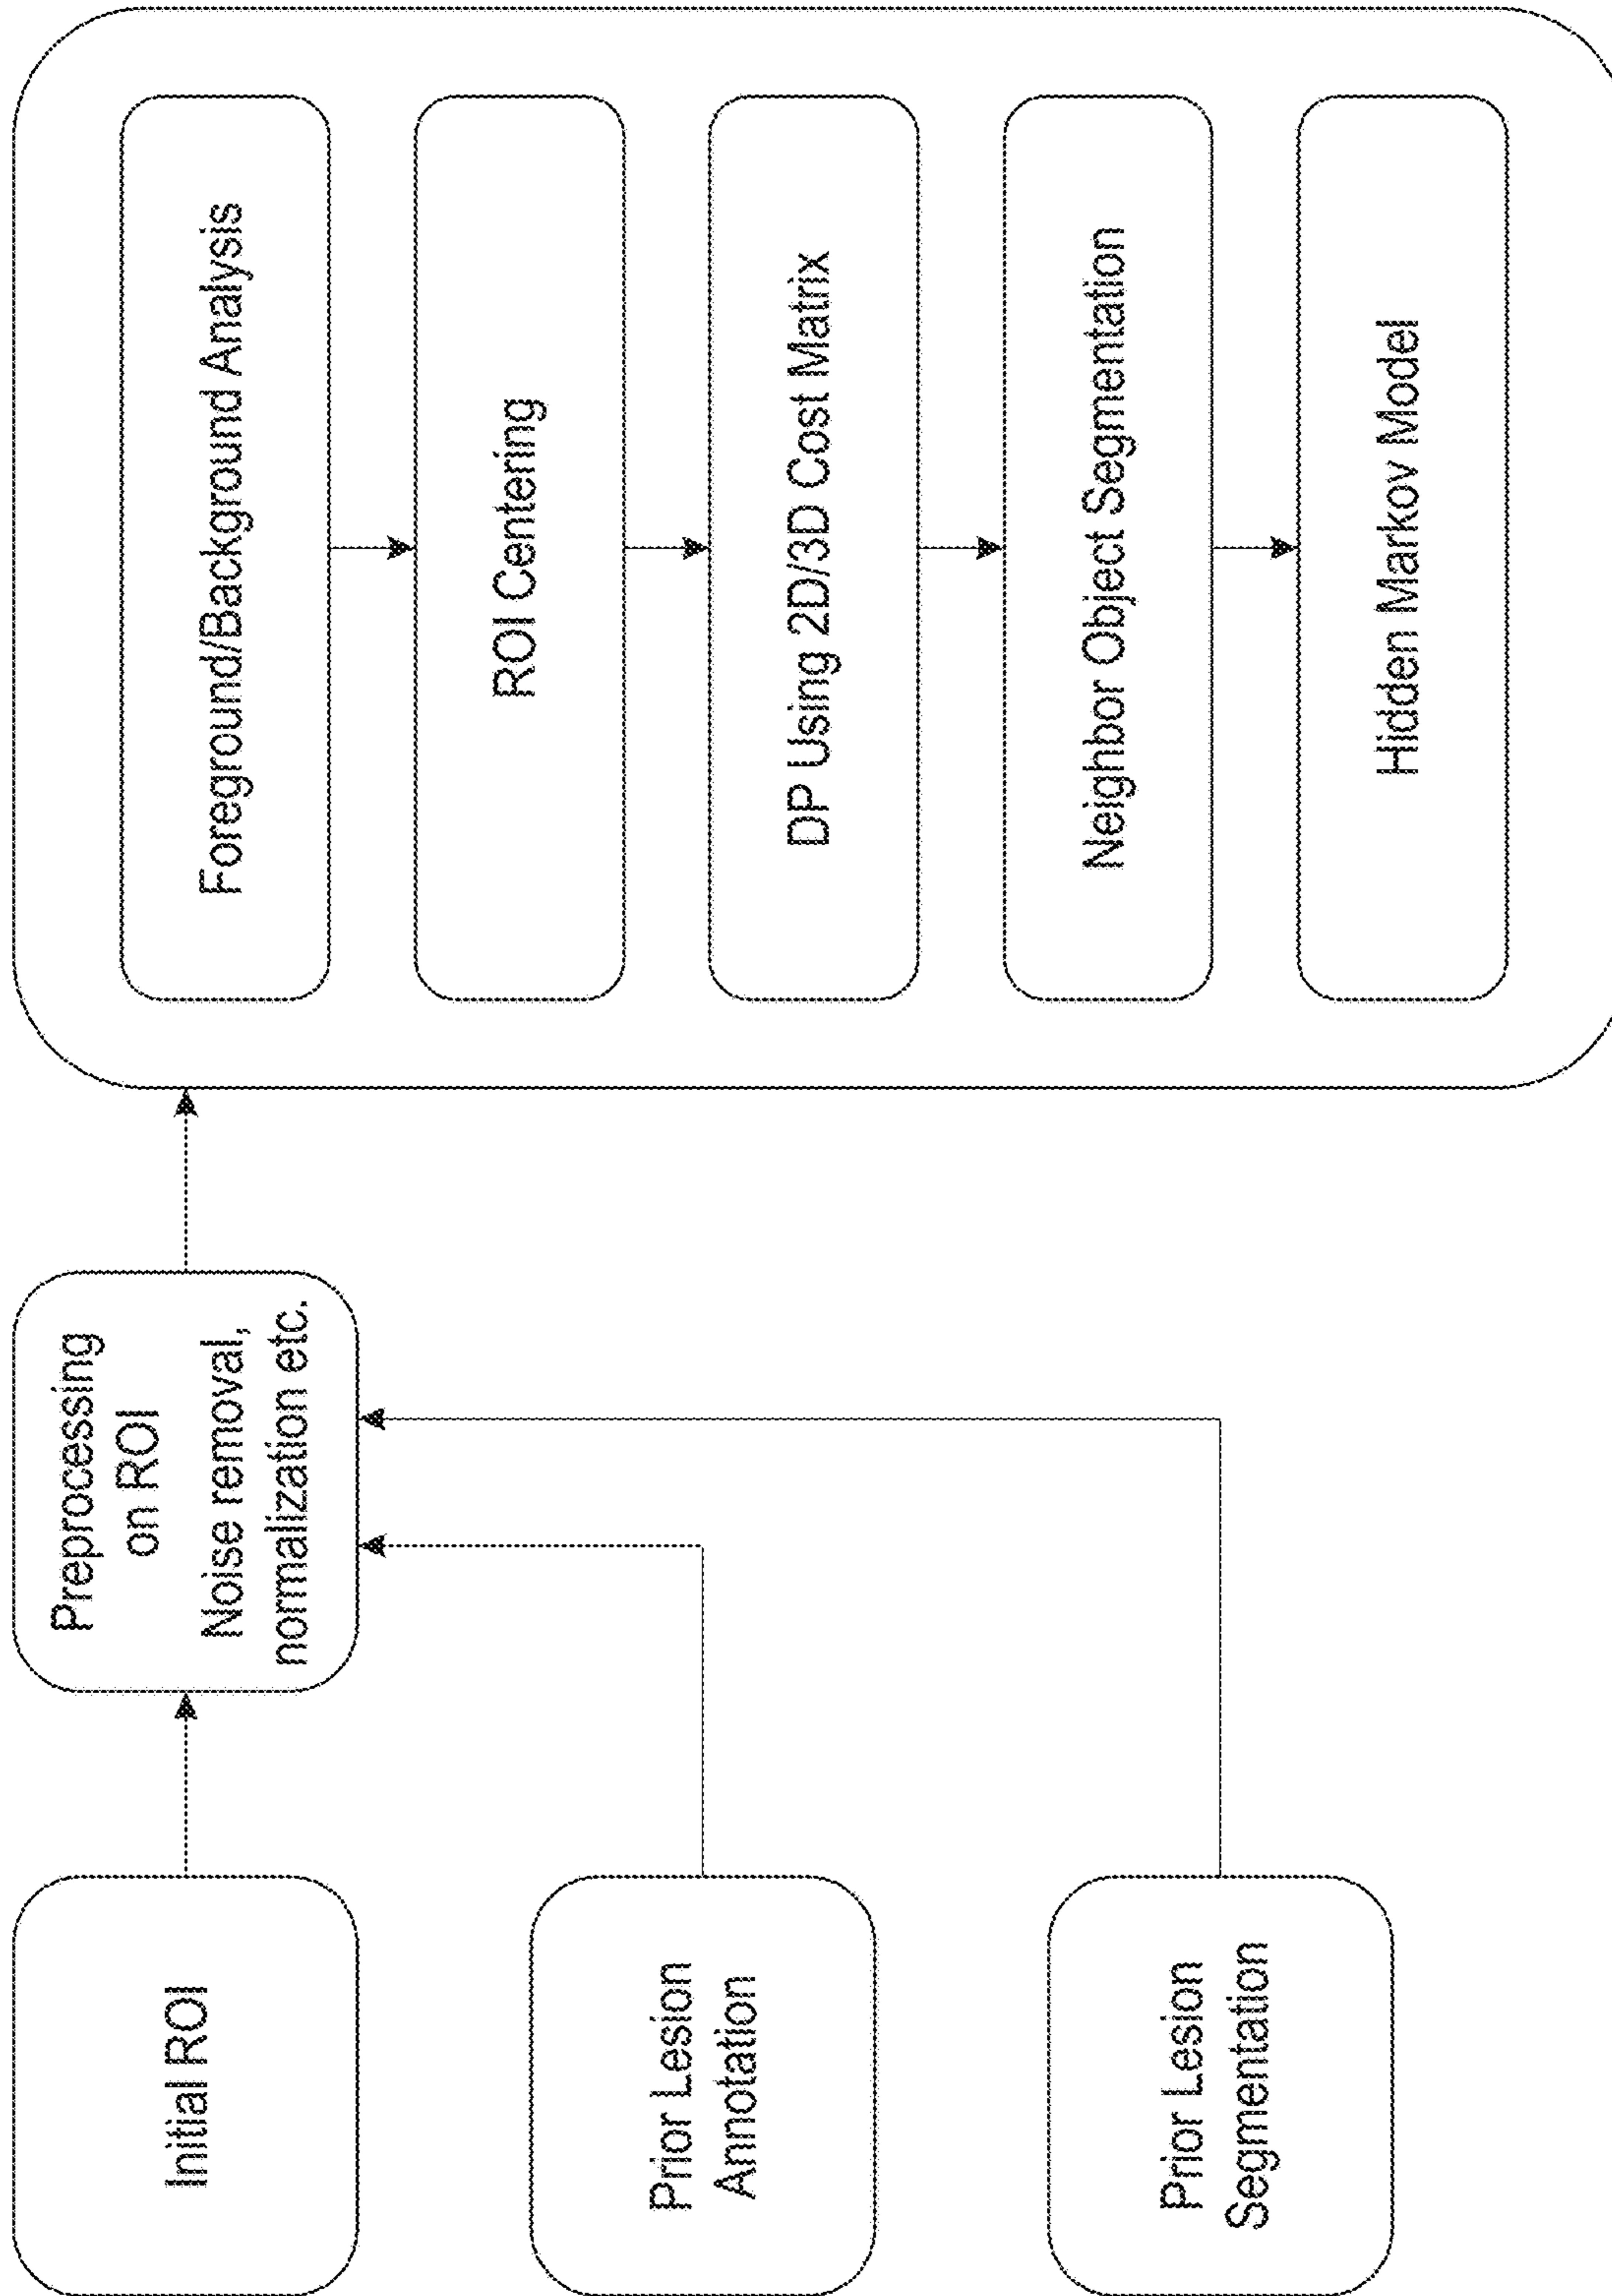 Initial ROI
Prior Lesion
Annotation
Prior Lesion
Segmentation
Preprocessing
on ROI
Noise removal,
normalization etc.
Foreground/Background Analysis
ROI Centering
DP Using 2D/3D Cost Matrix
Neighbor Object Segmentation
Hidden Markov Model